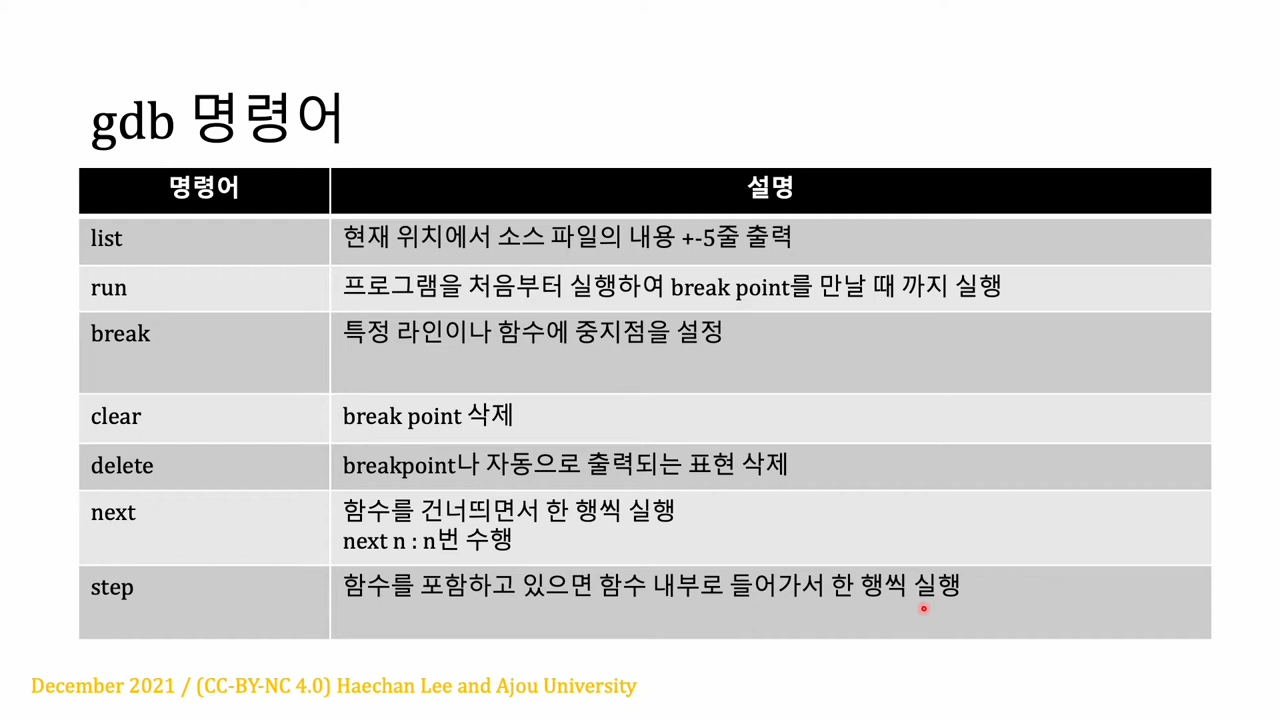 gdb 명령어
명령어 설명
list 현재 위치에서 소스 파일의 내용 +-5줄 출력
run 프로그램을 처음부터 실행하여 break point를 만날 때 까지 실행
break 특정 라인이나 함수에 중지점을 설정
clear break point 삭제
delete breakpoint나 자동으로 출력되는 표현 삭제
next 함수를 건너띄면서 한 행씩 실행
next n : n번 수행
step 함수를 포함하고 있으면 함수 내부로 들어가서 한 행씩 실행
December 2021 / (CC-BY-NC 4.0) Haechan Lee and Ajou University